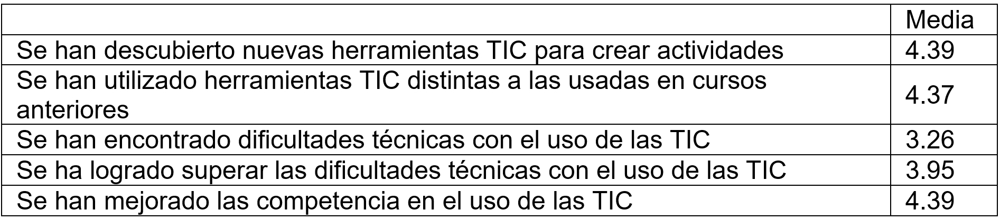 Media
Se han descubierto nuevas herramientas TIC para crear actividades 4.39
Se han utilizado herramientas TIC distintas a las usadas en cursos
anteriores 4.37
Se han encontrado dificultades técnicas con el uso de las TIC 3.26
Se ha logrado superar las dificultades técnicas con el uso de las TIC 3.95
Se han mejorado las competencia en el uso de las TIC 4.39